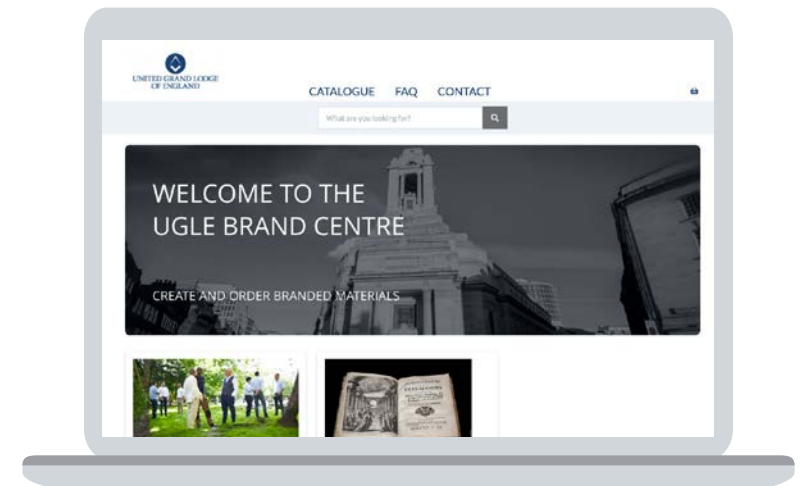 UNITED GRAND LODGE
OF ENGLAND
CATALOGUE FAQ CONTACT
What are you looking for?
WELCOME TO THE
UGLE BRAND CENTRE
CREATE AND ORDER BRANDED MATERIALS